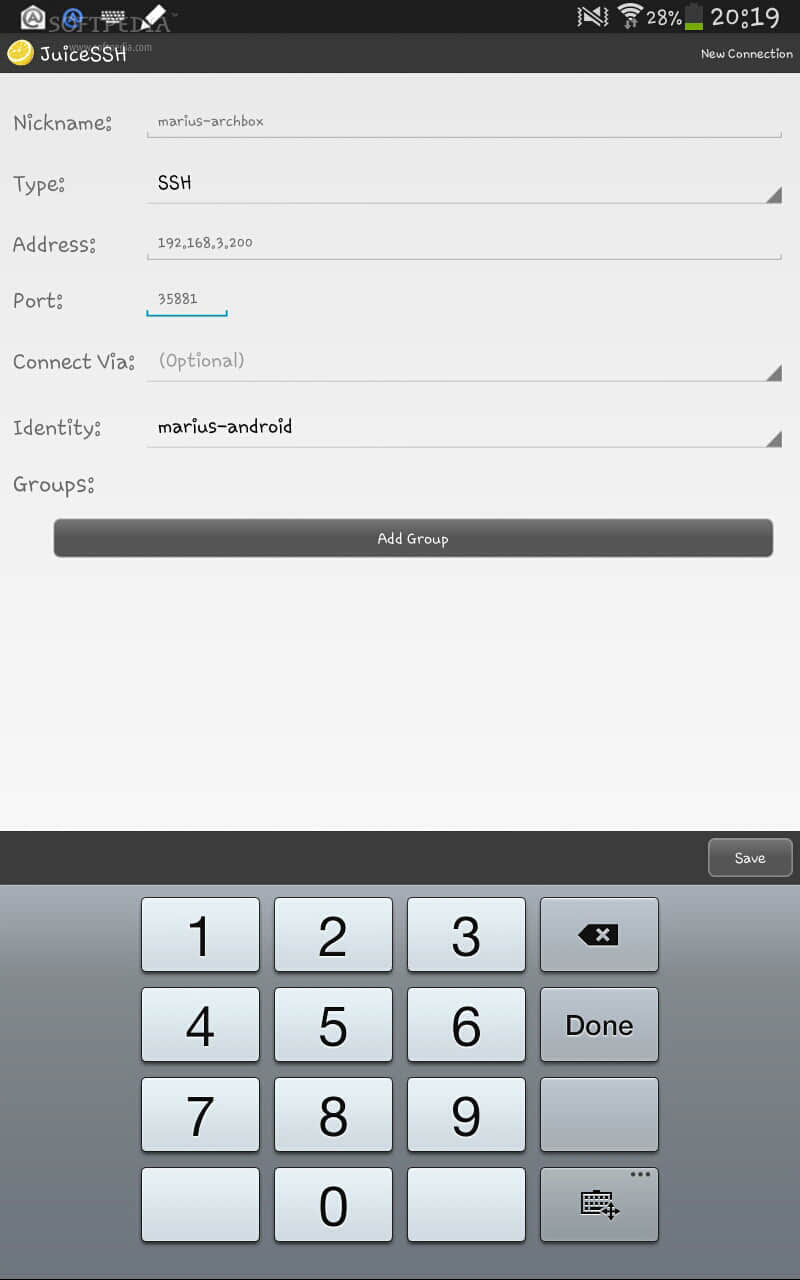 SOFTPEDIA™ 28% 20:19
www.softpedia.com
JuiceSSH New Connection
Nickname: marius-archbox
Type: SSH
Address: 192.168.3.200
Port: 35881
Connect Via: (Optional)
Identity: marius-android
Groups:
Add Group
Save
1 2 3
4 5 6 Done
7 8 9
0